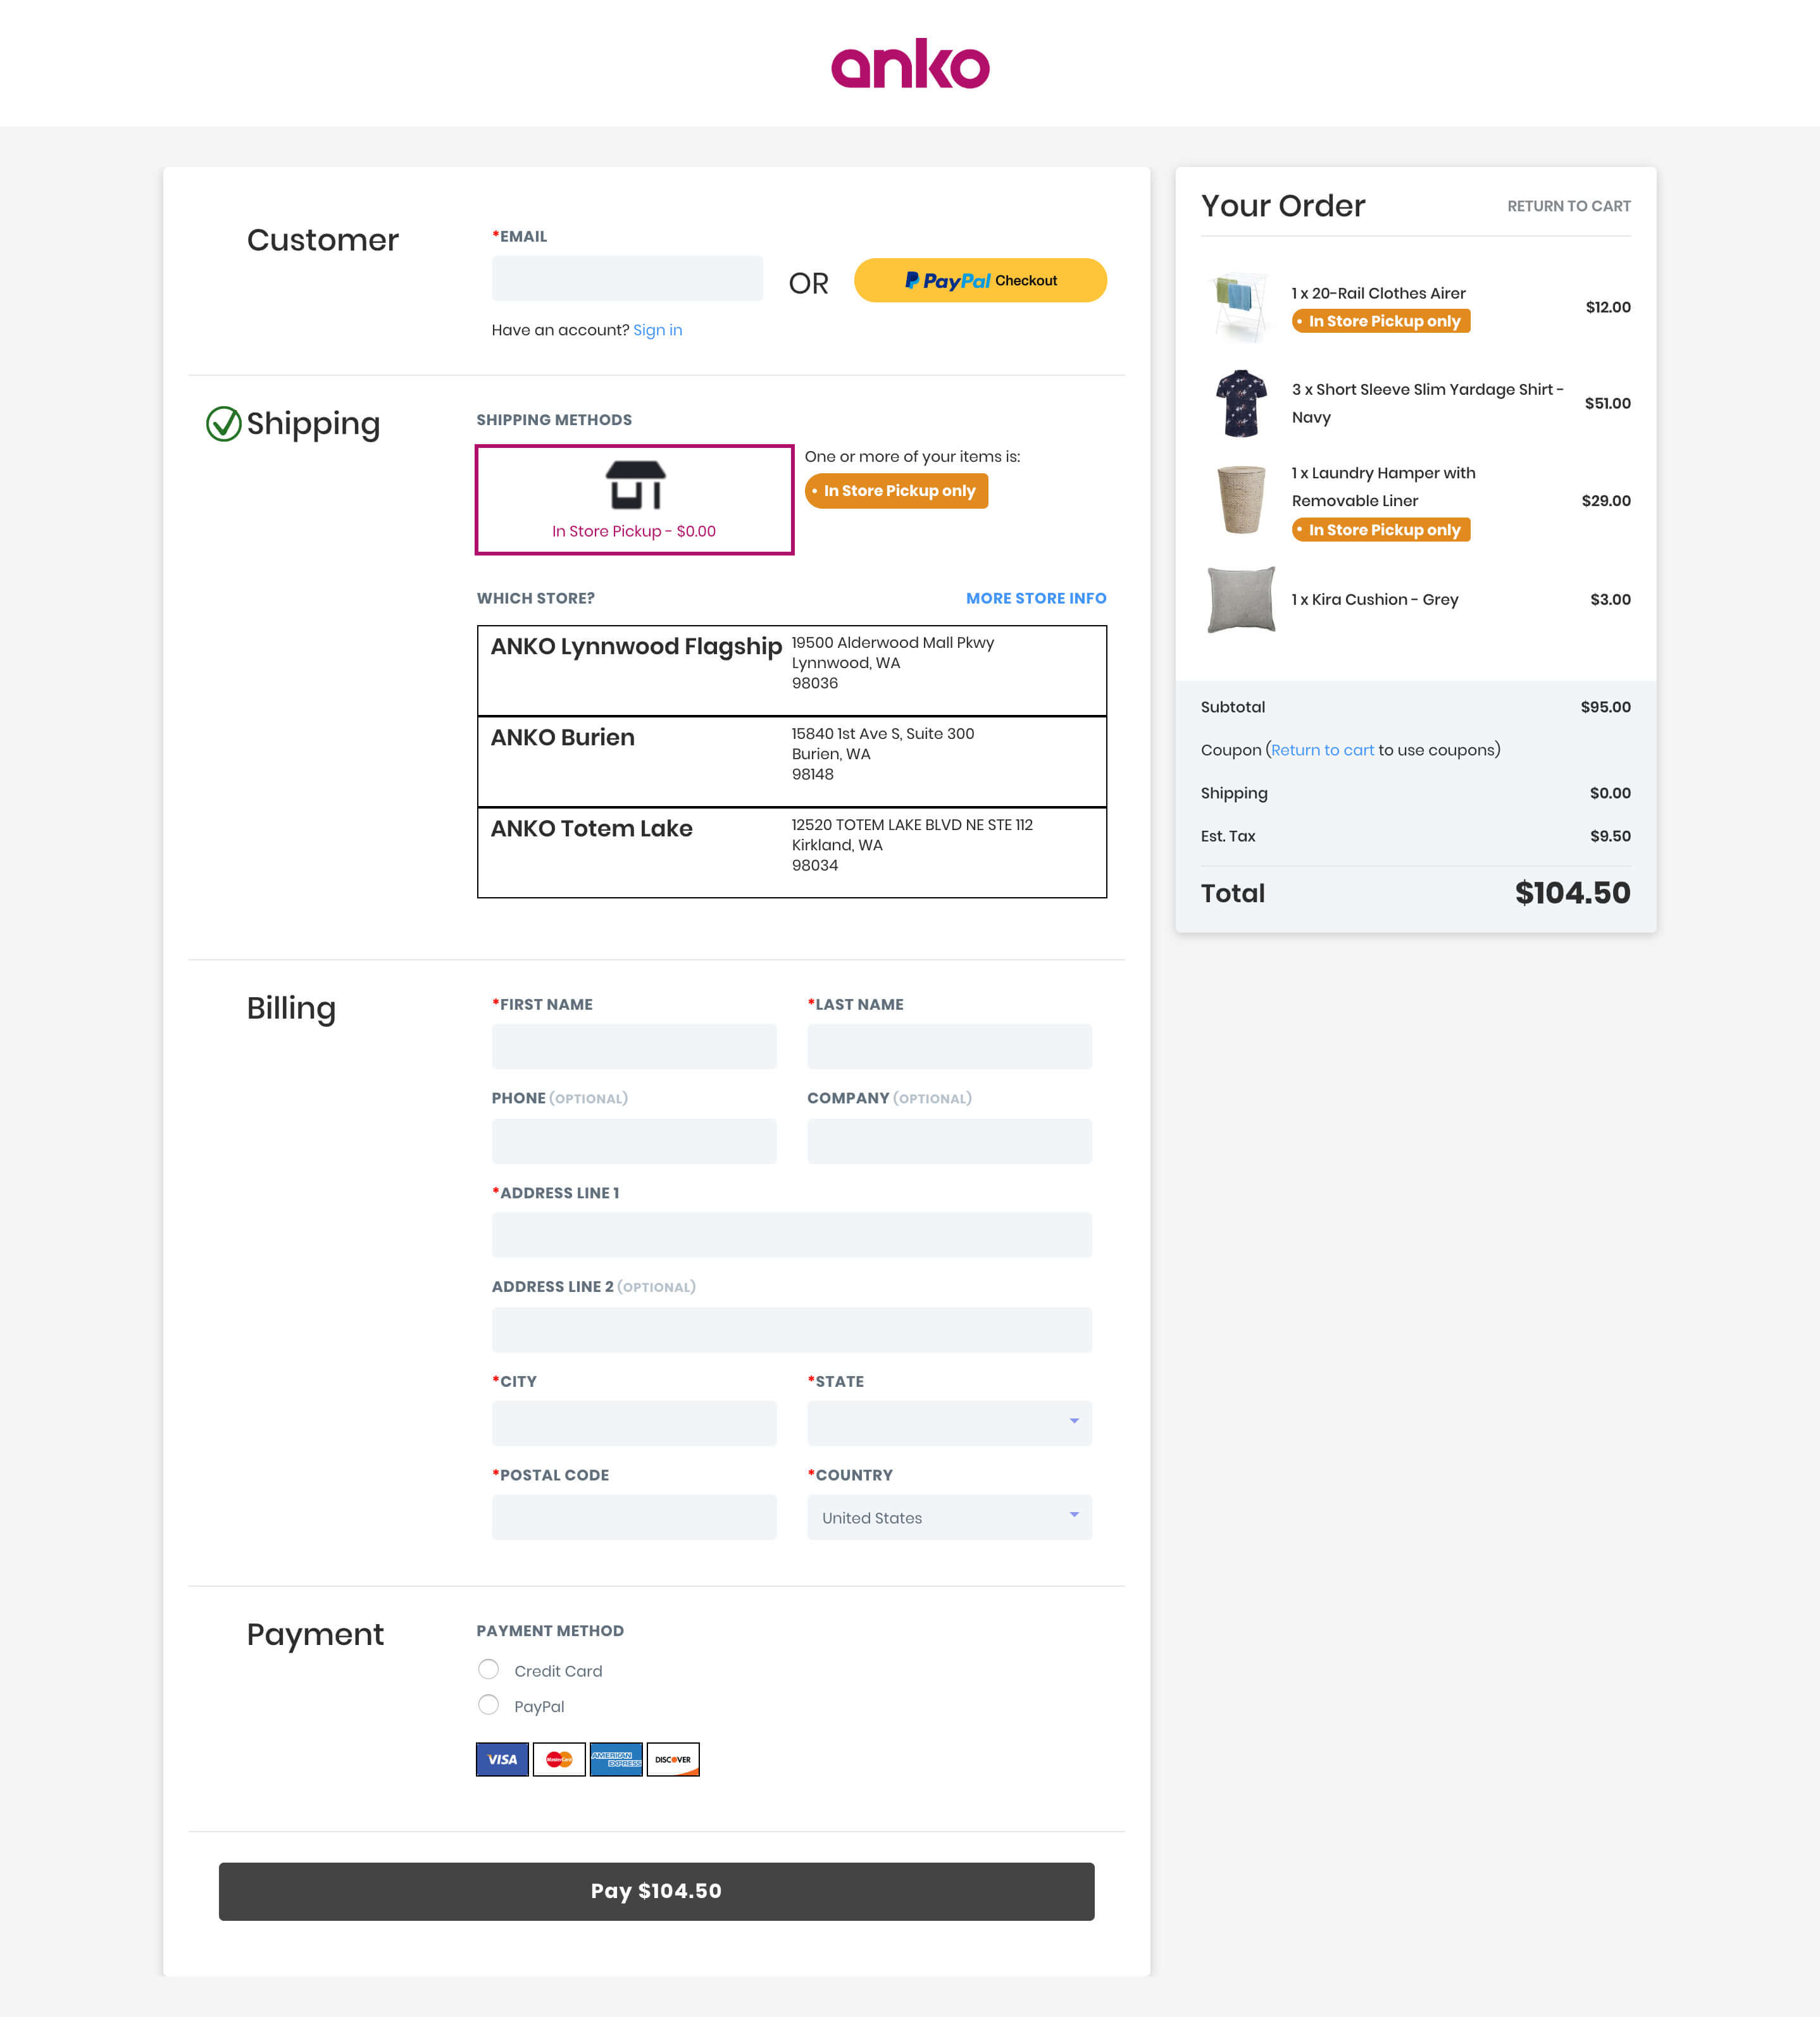 anko
Customer
*EMAIL
OR
PayPal Checkout
Have an account? Sign in
Shipping
SHIPPING METHODS
In Store Pickup - $0.00
One or more of your items is:
• In Store Pickup only
WHICH STORE?
MORE STORE INFO
ANKO Lynnwood Flagship
19500 Alderwood Mall Pkwy
Lynnwood, WA
98036
ANKO Burien
15840 1st Ave S, Suite 300
Burien, WA
98148
ANKO Totem Lake
12520 TOTEM LAKE BLVD NE STE 112
Kirkland, WA
98034
Billing
*FIRST NAME
*LAST NAME
PHONE (OPTIONAL)
COMPANY (OPTIONAL)
*ADDRESS LINE 1
ADDRESS LINE 2 (OPTIONAL)
*CITY
*STATE
*POSTAL CODE
*COUNTRY
United States
Payment
PAYMENT METHOD
Credit Card
PayPal
VISA
MasterCard
AMERICAN
EXPRESS
DISCOVER
Pay $104.50
Your Order
RETURN TO CART
1 x 20-Rail Clothes Airer
• In Store Pickup only
$12.00
3 x Short Sleeve Slim Yardage Shirt -
Navy
$51.00
1 x Laundry Hamper with
Removable Liner
• In Store Pickup only
$29.00
1 x Kira Cushion - Grey
$3.00
Subtotal
$95.00
Coupon (Return to cart to use coupons)
Shipping
$0.00
Est. Tax
$9.50
Total
$104.50